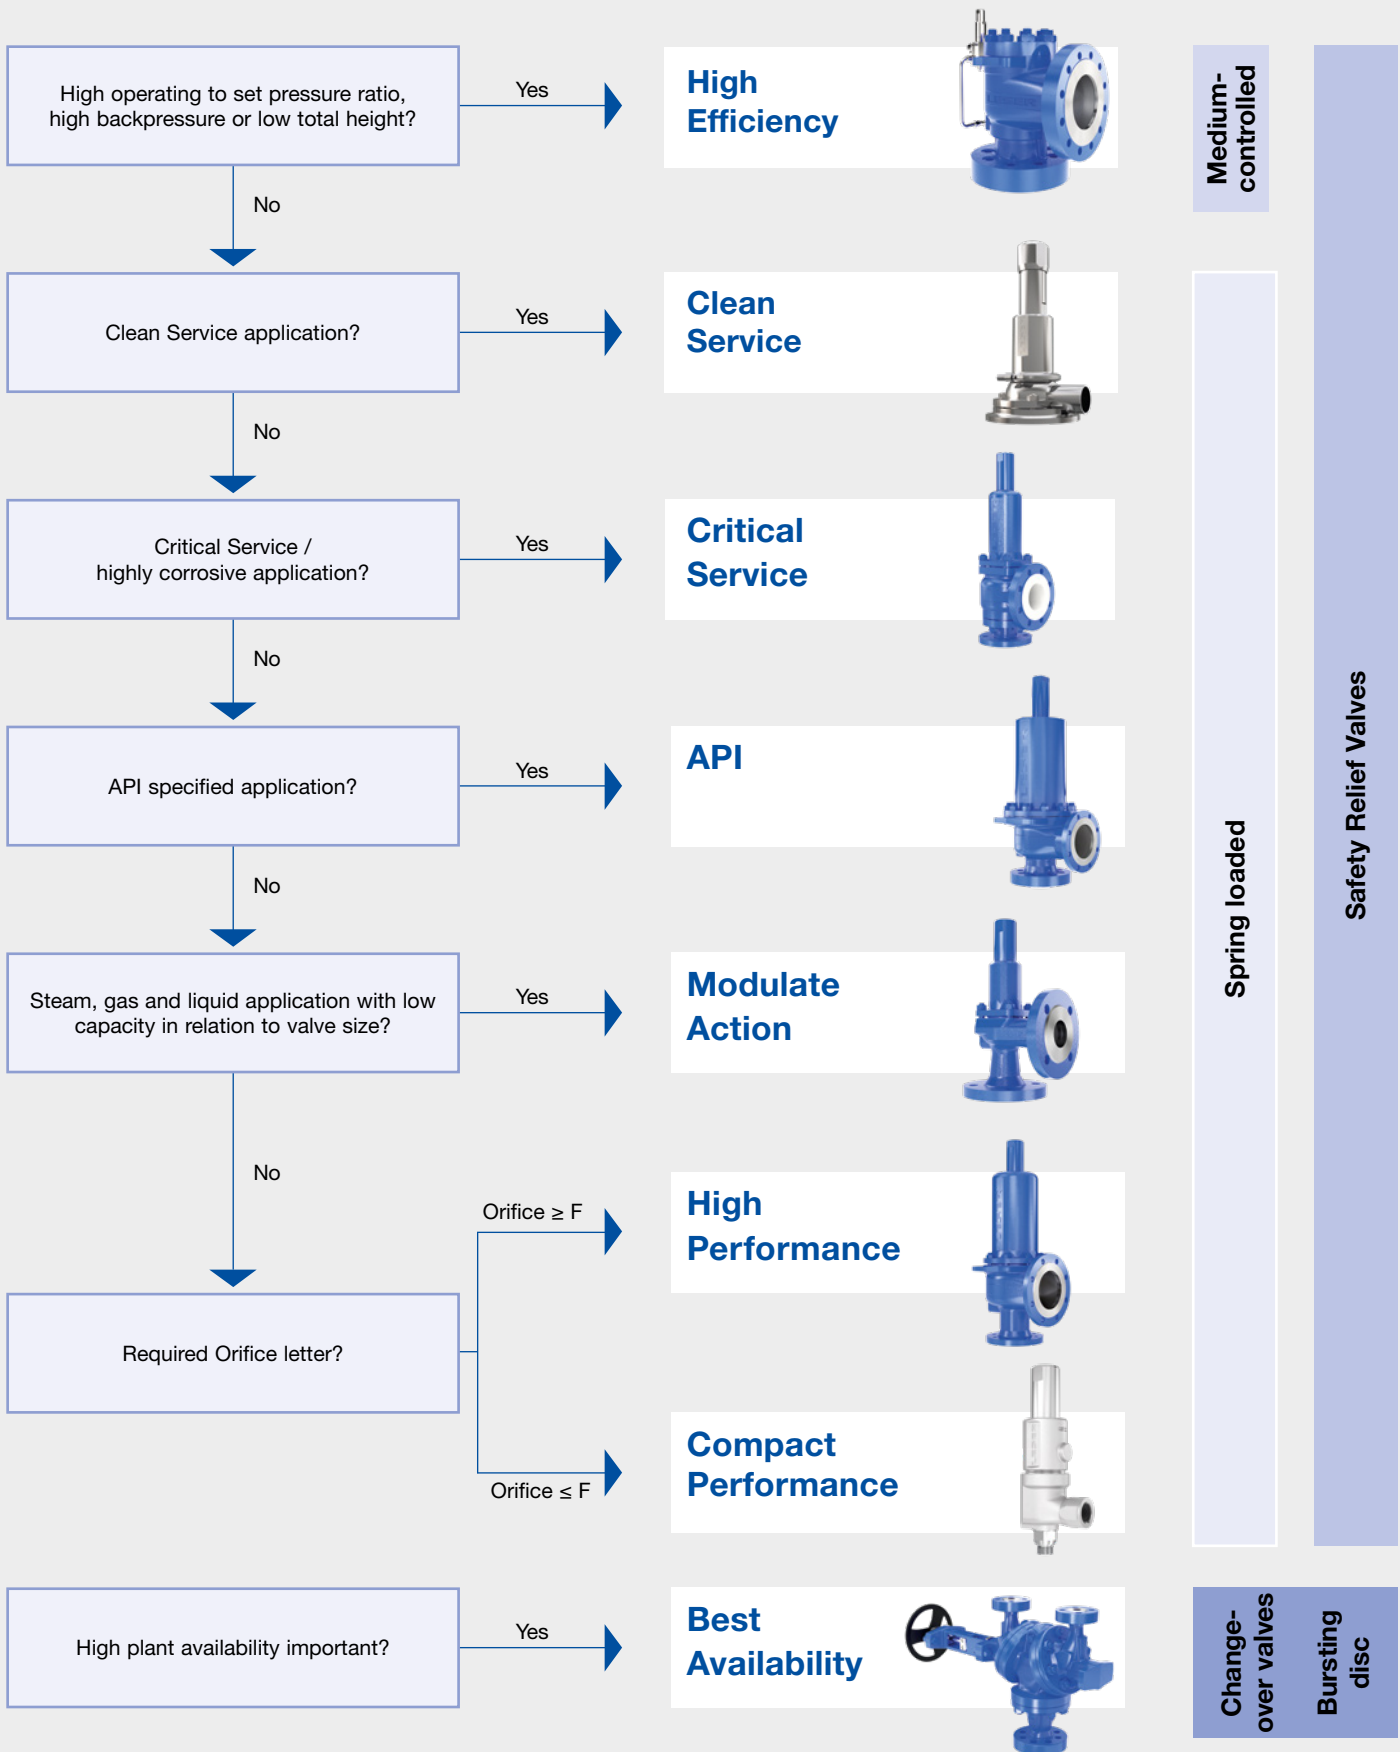 High operating to set pressure ratio,
high backpressure or low total height?
Yes
High
Efficiency
No
Clean Service application?
Yes
Clean
Service
No
Critical Service /
highly corrosive application?
Yes
Critical
Service
No
API specified application?
Yes
API
No
Steam, gas and liquid application with low
capacity in relation to valve size?
Yes
Modulate
Action
No
Required Orifice letter?
Orifice ≥ F
High
Performance
Orifice ≤ F
Compact
Performance
High plant availability important?
Yes
Best
Availability
Medium-
controlled
Spring loaded
Safety Relief Valves
Change-
over valves
Bursting
disc